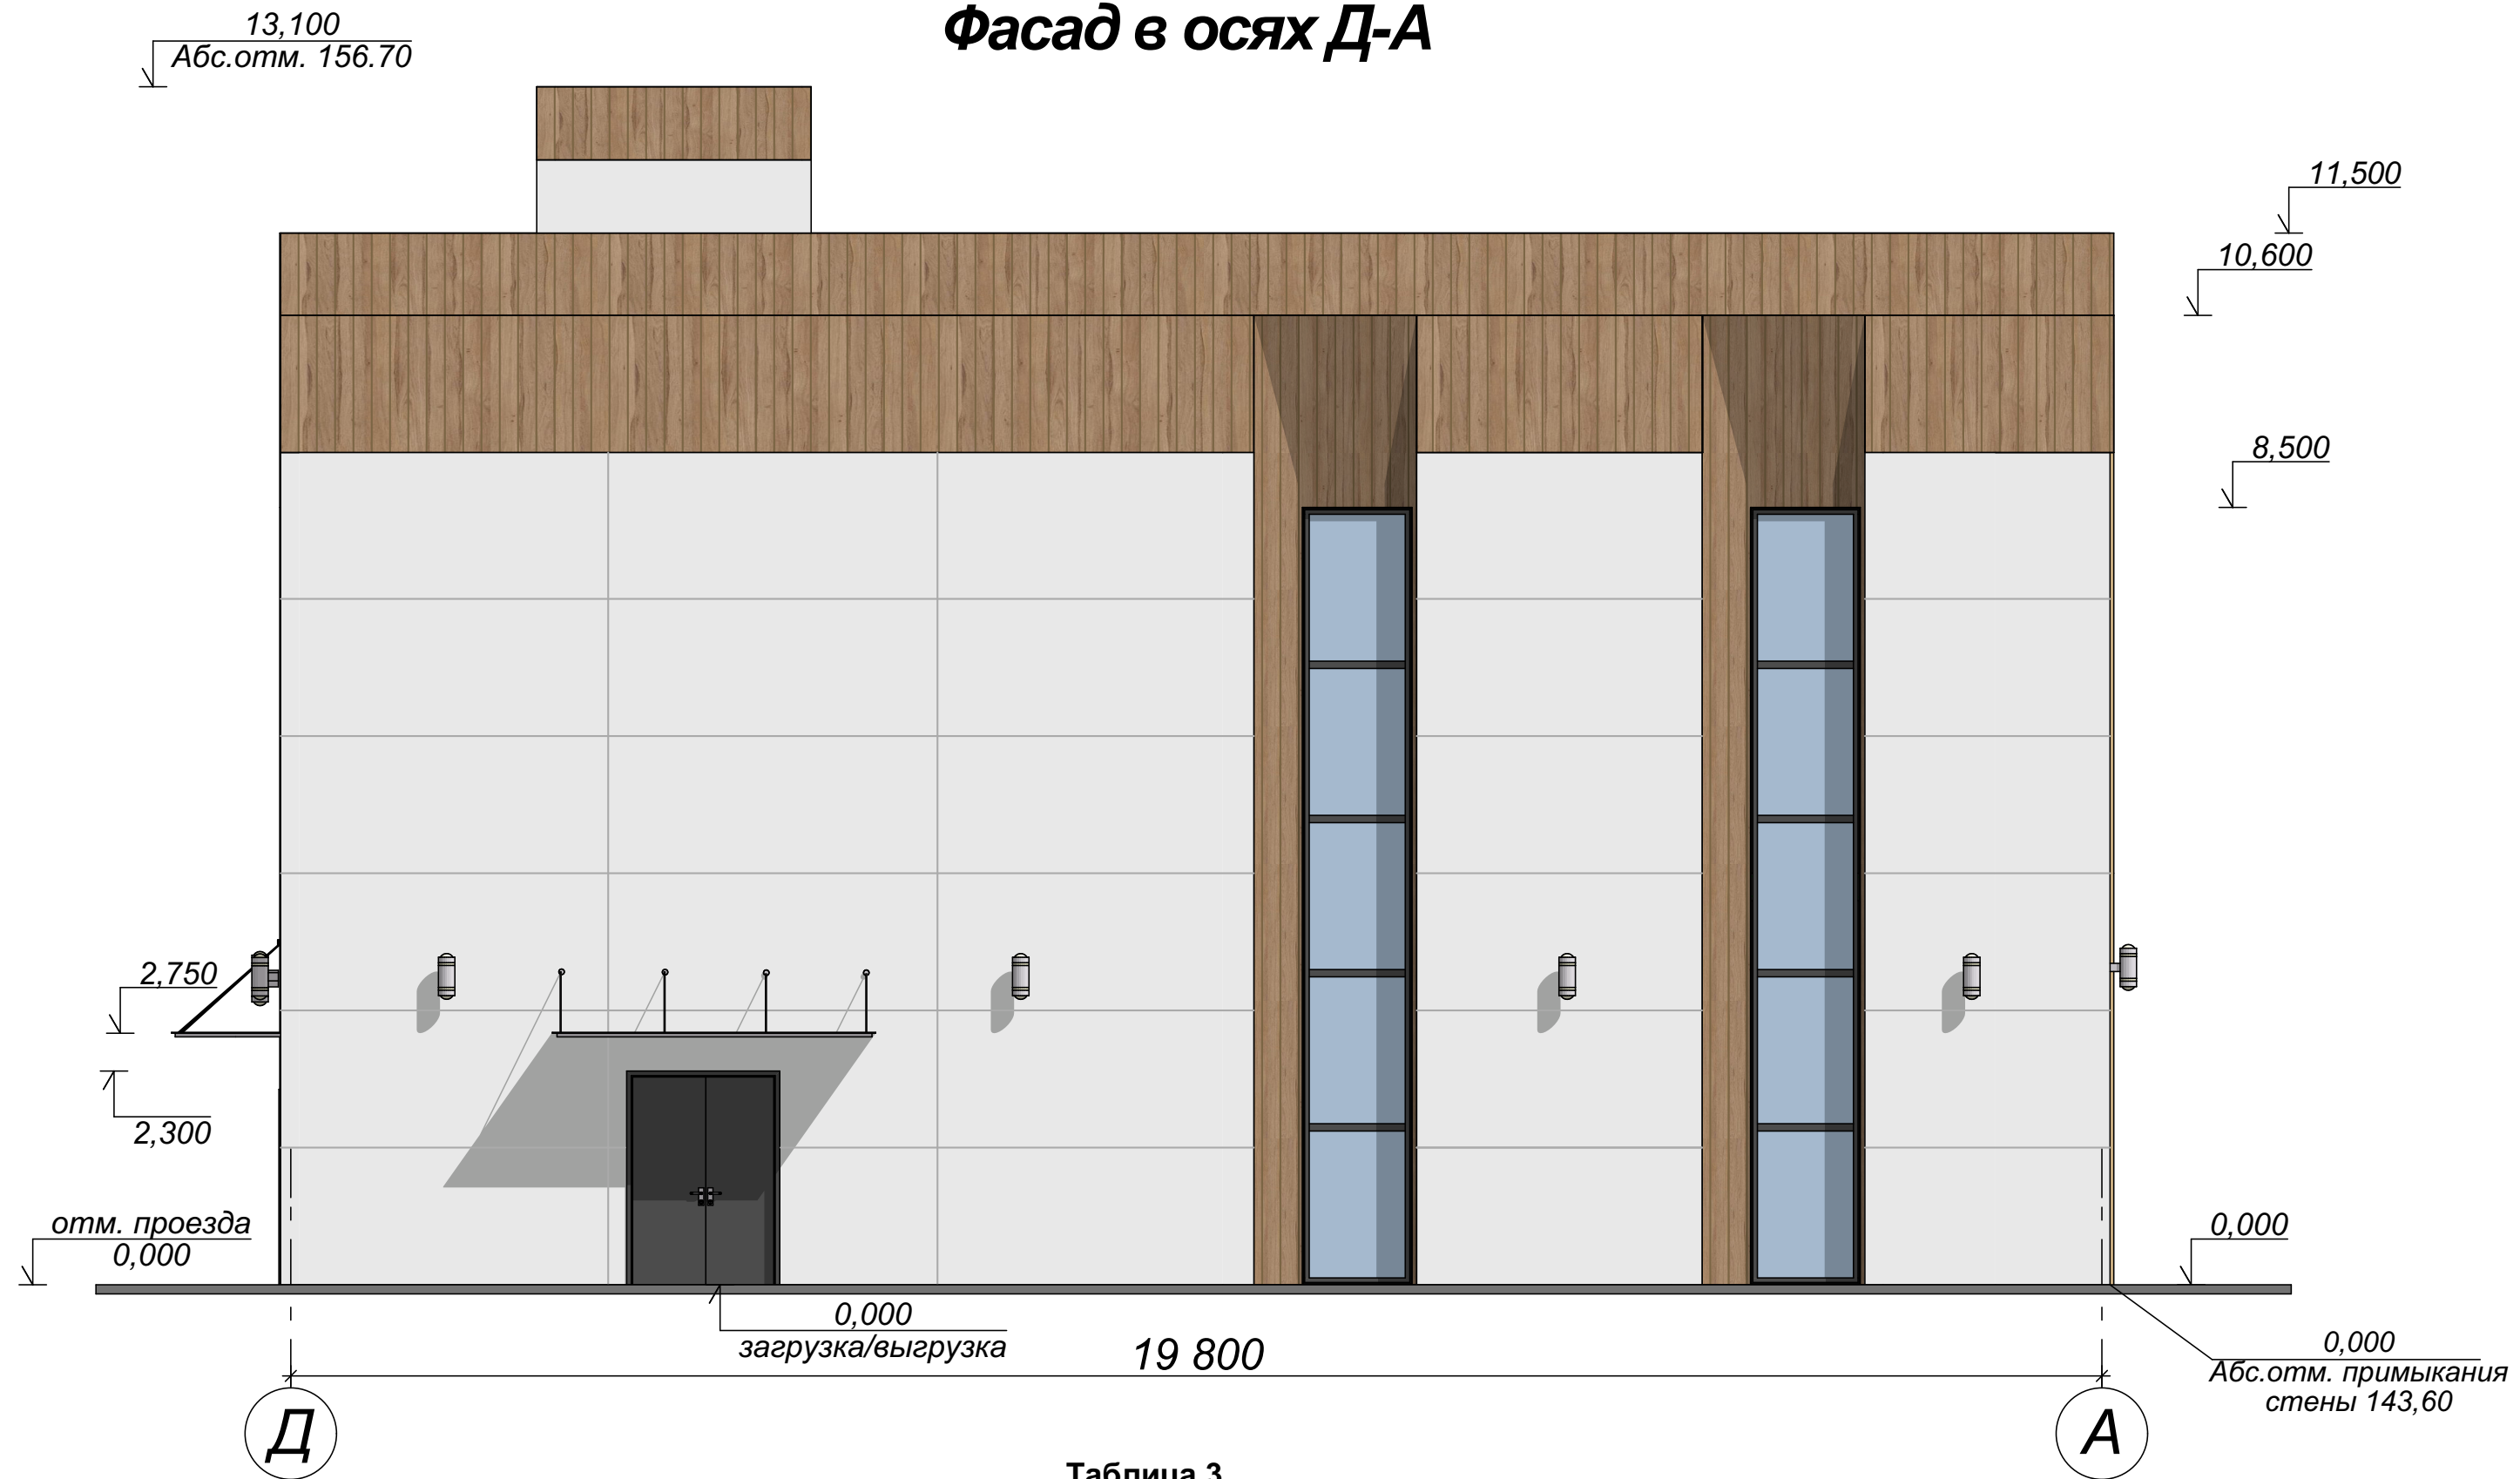 Фасад в осях Д-А
13,100
Абс.отм. 156.70
11,500
10,600
8,500
2,750
2,300
отм. проезда
0,000
0,000
0,000
загрузка/выгрузка
19 800
0,000
Абс.отм. примыкания
стены 143,60
Д
А
Таблица 3